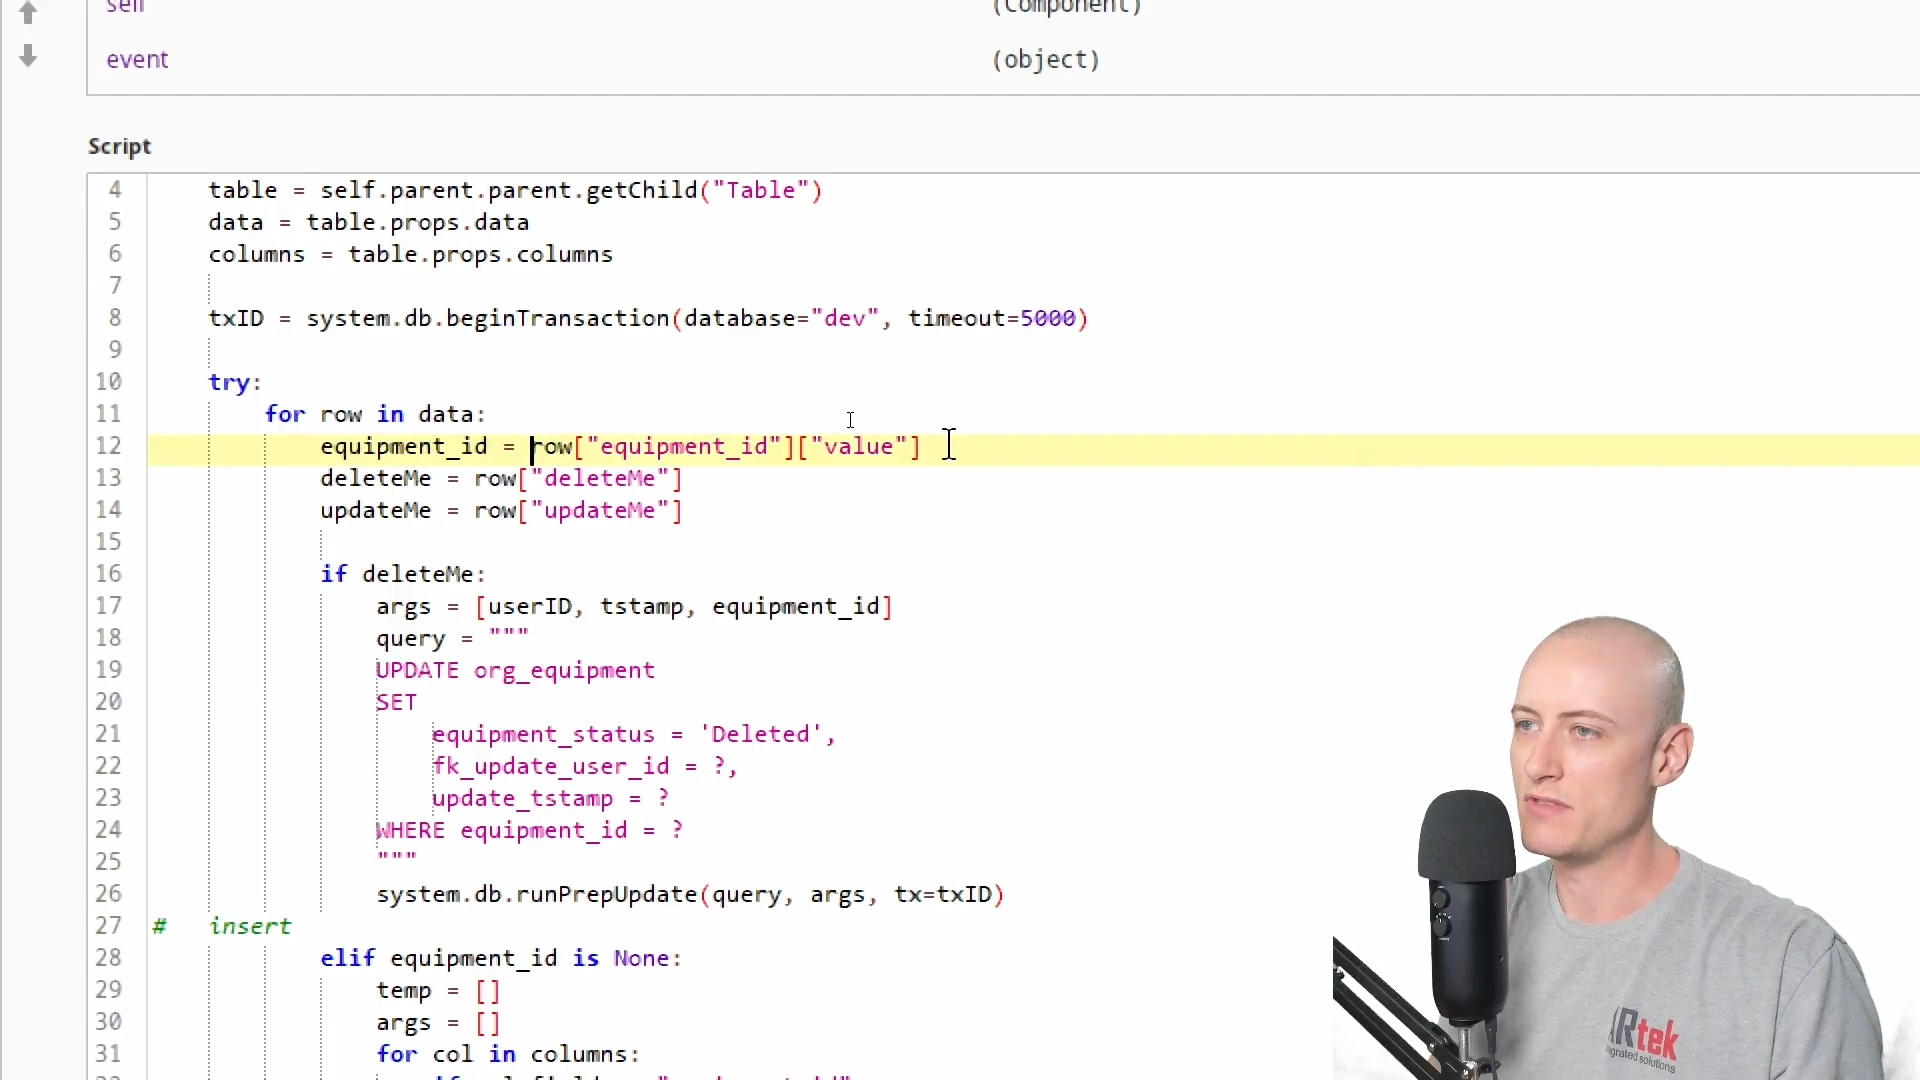 self (Component)
event (object)
Script
4 table = self.parent.parent.getChild("Table")
5 data = table.props.data
6 columns = table.props.columns
7
8 txID = system.db.beginTransaction(database="dev", timeout=5000)
9
10 try:
11 for row in data:
12 equipment_id = row["equipment_id"]["value"]
13 deleteMe = row["deleteMe"]
14 updateMe = row["updateMe"]
15
16 if deleteMe:
17 args = [userID, tstamp, equipment_id]
18 query = """
19 UPDATE org_equipment
20 SET
21 equipment_status = 'Deleted',
22 fk_update_user_id = ?,
23 update_tstamp = ?
24 WHERE equipment_id = ?
25 """
26 system.db.runPrepUpdate(query, args, tx=txID)
27 # insert
28 elif equipment_id is None:
29 temp = []
30 args = []
31 for col in columns:
ARtek
solutions